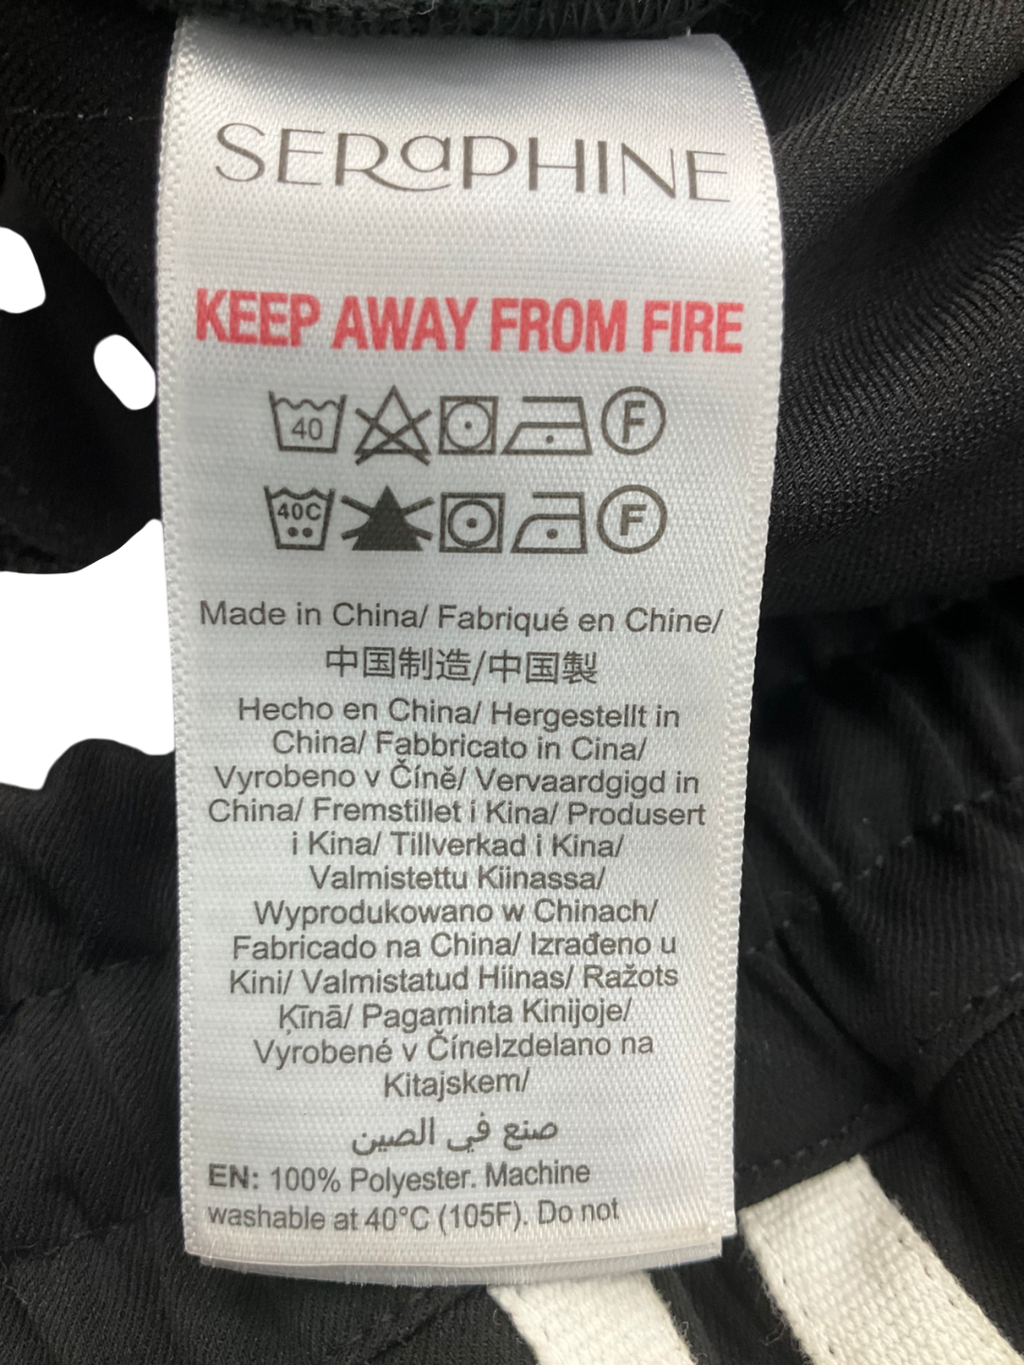 SERaPHINE
KEEP AWAY FROM FIRE
40 F
40C F
Made in China/ Fabriqué en Chine/
中国制造/中国製
Hecho en China/ Hergestellt in
China/ Fabbricato in Cina/
Vyrobeno v Číně/ Vervaardgigd in
China/ Fremstillet i Kina/ Produsert
i Kina/ Tillverkad i Kina/
Valmistettu Kiinassa/
Wyprodukowano w Chinach/
Fabricado na China/ Izrađeno u
Kini/ Valmistatud Hiinas/ Ražots
Ķīnā/ Pagaminta Kinijoje/
Vyrobené v ČíneIzdelano na
Kitajskem/
صنع في الصين
EN: 100% Polyester. Machine
washable at 40°C (105F). Do not